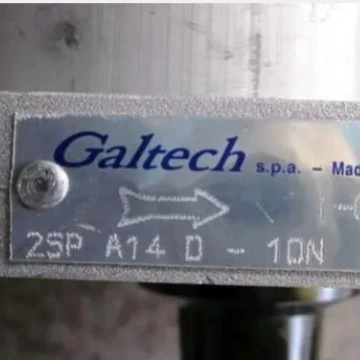 Galtech s.p.a. – Mad
2SP A14 D - 10N